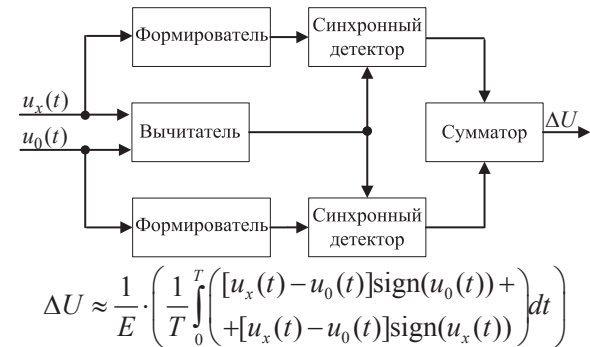 Формирователь
Синхронный
детектор
u_x(t)
Вычитатель
u_0(t)
Сумматор
ΔU
Формирователь
Синхронный
детектор
ΔU ≈ 1/E · ( 1/T ∫_0^T ( [u_x(t) − u_0(t)]sign(u_0(t)) +
+[u_x(t) − u_0(t)]sign(u_x(t)) ) dt )